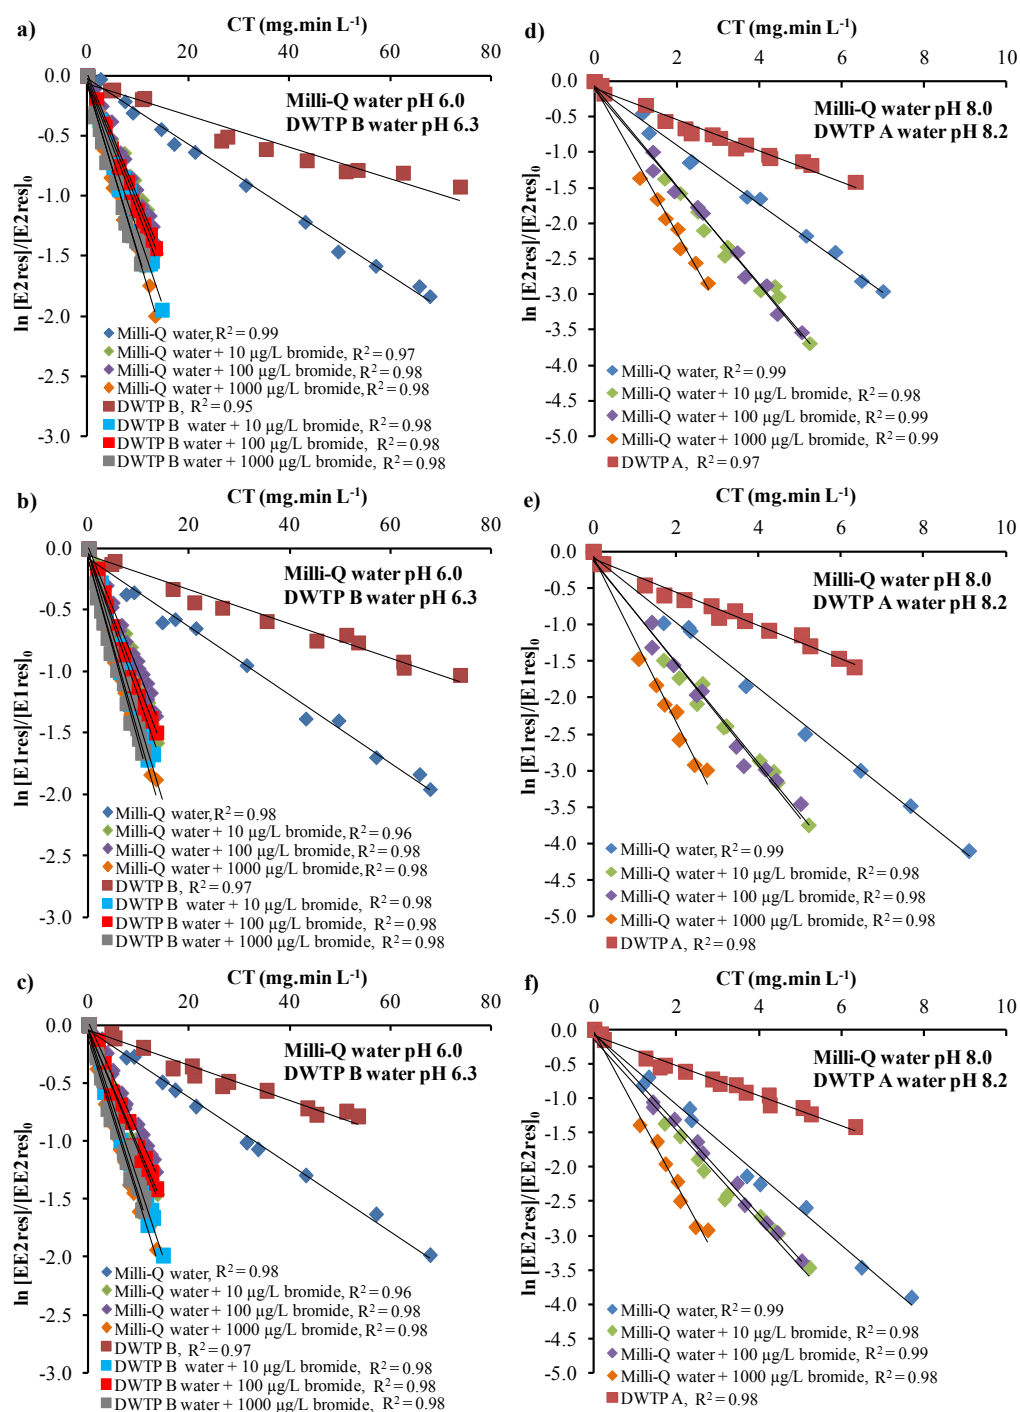 a)
CT (mg.min L-1)
0 20 40 60 80
0.0
-0.5
-1.0
-1.5
-2.0
-2.5
-3.0
ln [E2res]/[E2res]0
Milli-Q water pH 6.0
DWTP B water pH 6.3
Milli-Q water, R2 = 0.99
Milli-Q water + 10 µg/L bromide, R2 = 0.97
Milli-Q water + 100 µg/L bromide, R2 = 0.98
Milli-Q water + 1000 µg/L bromide, R2 = 0.98
DWTP B, R2 = 0.95
DWTP B water + 10 µg/L bromide, R2 = 0.98
DWTP B water + 100 µg/L bromide, R2 = 0.98
DWTP B water + 1000 µg/L bromide, R2 = 0.98
d)
CT (mg.min L-1)
0 2 4 6 8 10
0.0
-0.5
-1.0
-1.5
-2.0
-2.5
-3.0
-3.5
-4.0
-4.5
-5.0
ln [E2res]/[E2res]0
Milli-Q water pH 8.0
DWTP A water pH 8.2
Milli-Q water, R2 = 0.99
Milli-Q water + 10 µg/L bromide, R2 = 0.98
Milli-Q water + 100 µg/L bromide, R2 = 0.99
Milli-Q water + 1000 µg/L bromide, R2 = 0.99
DWTP A, R2 = 0.97
b)
CT (mg.min L-1)
0 20 40 60 80
0.0
-0.5
-1.0
-1.5
-2.0
-2.5
-3.0
ln [E1res]/[E1res]0
Milli-Q water pH 6.0
DWTP B water pH 6.3
Milli-Q water, R2 = 0.98
Milli-Q water + 10 µg/L bromide, R2 = 0.96
Milli-Q water + 100 µg/L bromide, R2 = 0.98
Milli-Q water + 1000 µg/L bromide, R2 = 0.98
DWTP B, R2 = 0.97
DWTP B water + 10 µg/L bromide, R2 = 0.98
DWTP B water + 100 µg/L bromide, R2 = 0.98
DWTP B water + 1000 µg/L bromide, R2 = 0.98
e)
CT (mg.min L-1)
0 2 4 6 8 10
0.0
-0.5
-1.0
-1.5
-2.0
-2.5
-3.0
-3.5
-4.0
-4.5
-5.0
ln [E1res]/[E1res]0
Milli-Q water pH 8.0
DWTP A water pH 8.2
Milli-Q water, R2 = 0.99
Milli-Q water + 10 µg/L bromide, R2 = 0.98
Milli-Q water + 100 µg/L bromide, R2 = 0.98
Milli-Q water + 1000 µg/L bromide, R2 = 0.98
DWTP A, R2 = 0.98
c)
CT (mg.min L-1)
0 20 40 60 80
0.0
-0.5
-1.0
-1.5
-2.0
-2.5
-3.0
ln [EE2res]/[EE2res]0
Milli-Q water pH 6.0
DWTP B water pH 6.3
Milli-Q water, R2 = 0.98
Milli-Q water + 10 µg/L bromide, R2 = 0.96
Milli-Q water + 100 µg/L bromide, R2 = 0.98
Milli-Q water + 1000 µg/L bromide, R2 = 0.98
DWTP B, R2 = 0.97
DWTP B water + 10 µg/L bromide, R2 = 0.98
DWTP B water + 100 µg/L bromide, R2 = 0.98
DWTP B water + 1000 µg/L bromide, R2 = 0.98
f)
CT (mg.min L-1)
0 2 4 6 8 10
0.0
-0.5
-1.0
-1.5
-2.0
-2.5
-3.0
-3.5
-4.0
-4.5
-5.0
ln [EE2res]/[EE2res]0
Milli-Q water pH 8.0
DWTP A water pH 8.2
Milli-Q water, R2 = 0.99
Milli-Q water + 10 µg/L bromide, R2 = 0.98
Milli-Q water + 100 µg/L bromide, R2 = 0.99
Milli-Q water + 1000 µg/L bromide, R2 = 0.98
DWTP A, R2 = 0.98